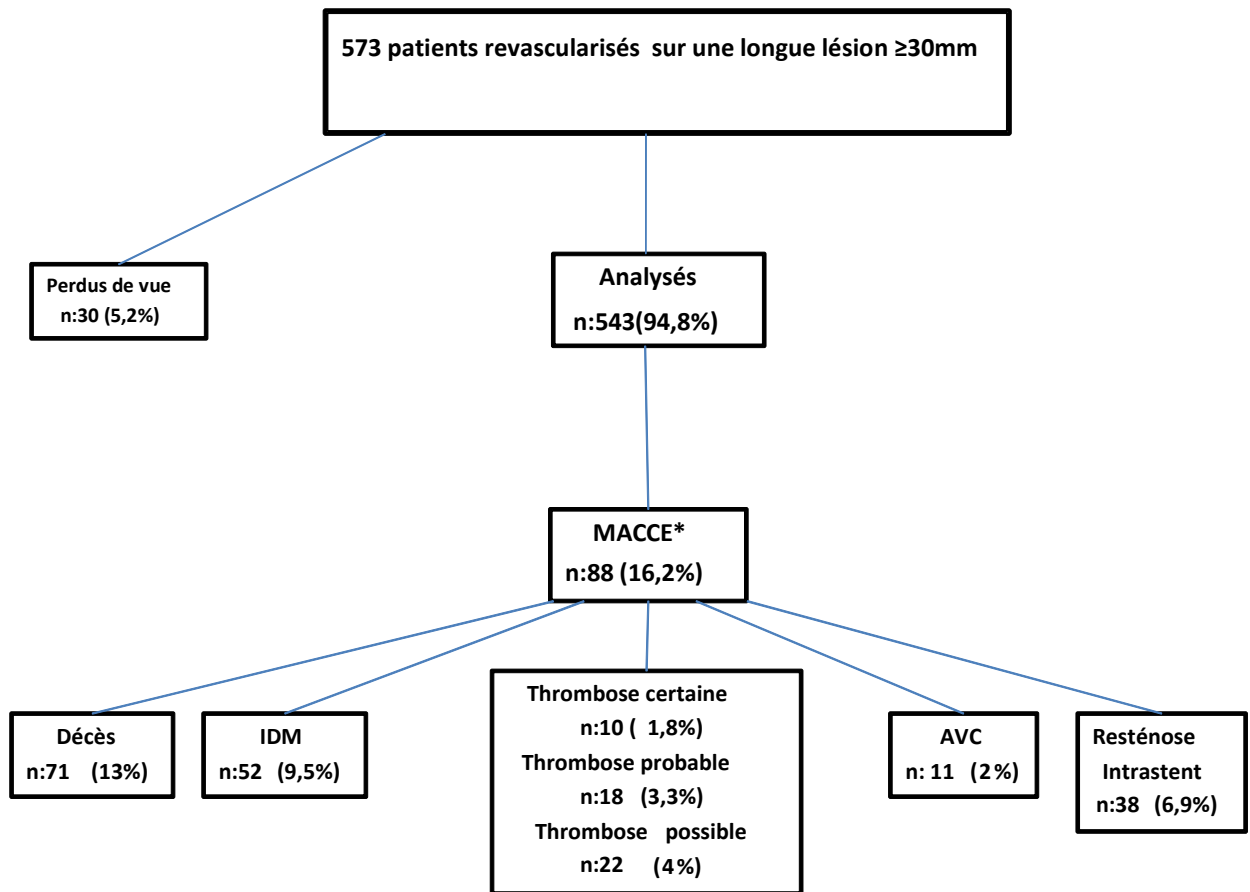 573 patients revascularisés sur une longue lésion ≥30mm
Perdus de vue
n:30 (5,2%)
Analysés
n:543(94,8%)
MACCE*
n:88 (16,2%)
Décès
n:71 (13%)
IDM
n:52 (9,5%)
Thrombose certaine
n:10 ( 1,8%)
Thrombose probable
n:18 (3,3%)
Thrombose possible
n:22 (4%)
AVC
n: 11 (2%)
Resténose
Intrastent
n:38 (6,9%)